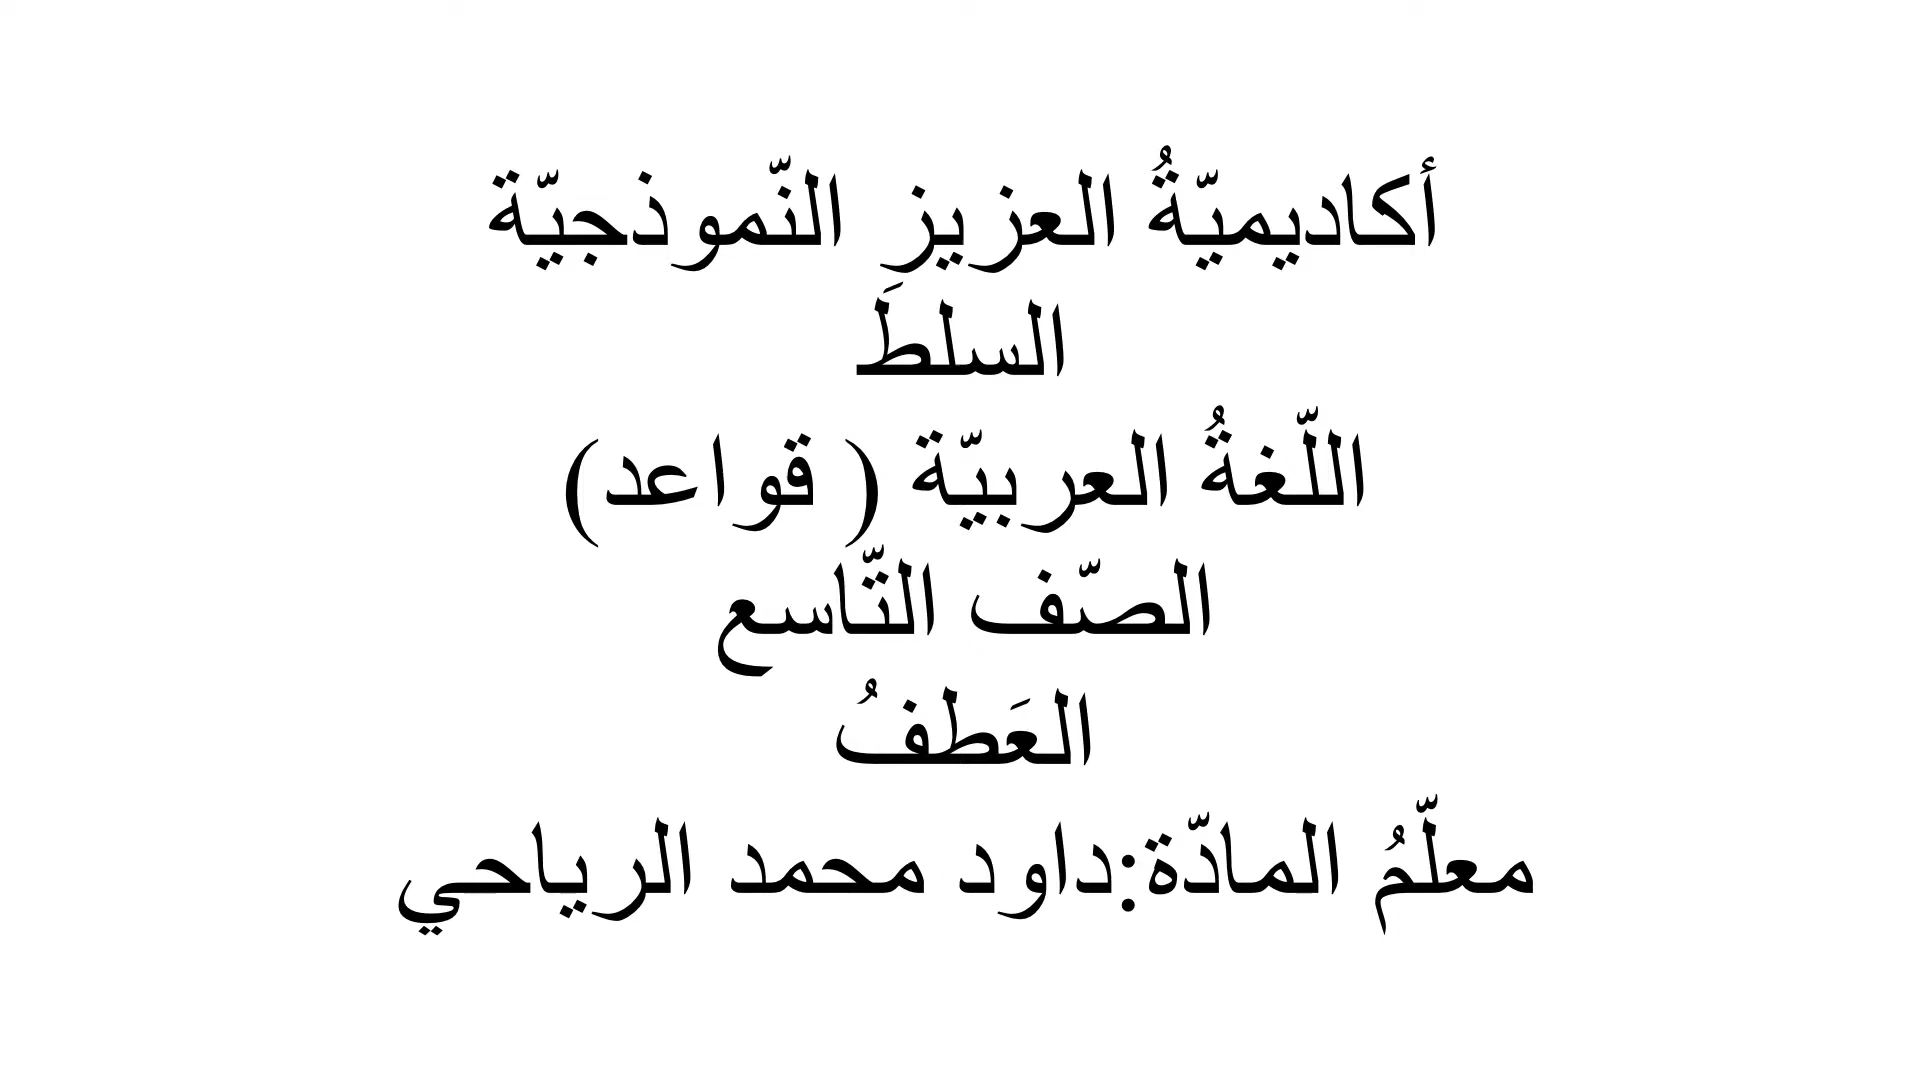 أكاديميّةُ العزيزِ النّموذجيّة
السلطَ
اللّغةُ العربيّة ( قواعد)
الصّف التّاسع
العَطفُ
معلّمُ المادّة:داود محمد الرياحي